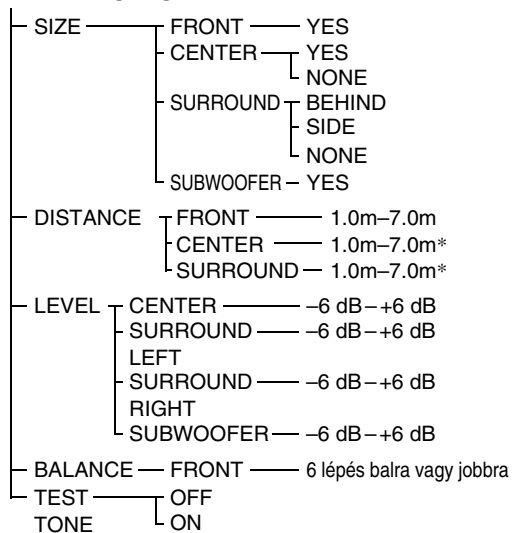 SIZE FRONT YES
CENTER YES
NONE
SURROUND BEHIND
SIDE
NONE
SUBWOOFER YES
DISTANCE FRONT 1.0m–7.0m
CENTER 1.0m–7.0m*
SURROUND 1.0m–7.0m*
LEVEL CENTER –6 dB–+6 dB
SURROUND –6 dB–+6 dB
LEFT
SURROUND –6 dB–+6 dB
RIGHT
SUBWOOFER –6 dB–+6 dB
BALANCE FRONT 6 lépés balra vagy jobbra
TEST OFF
TONE ON